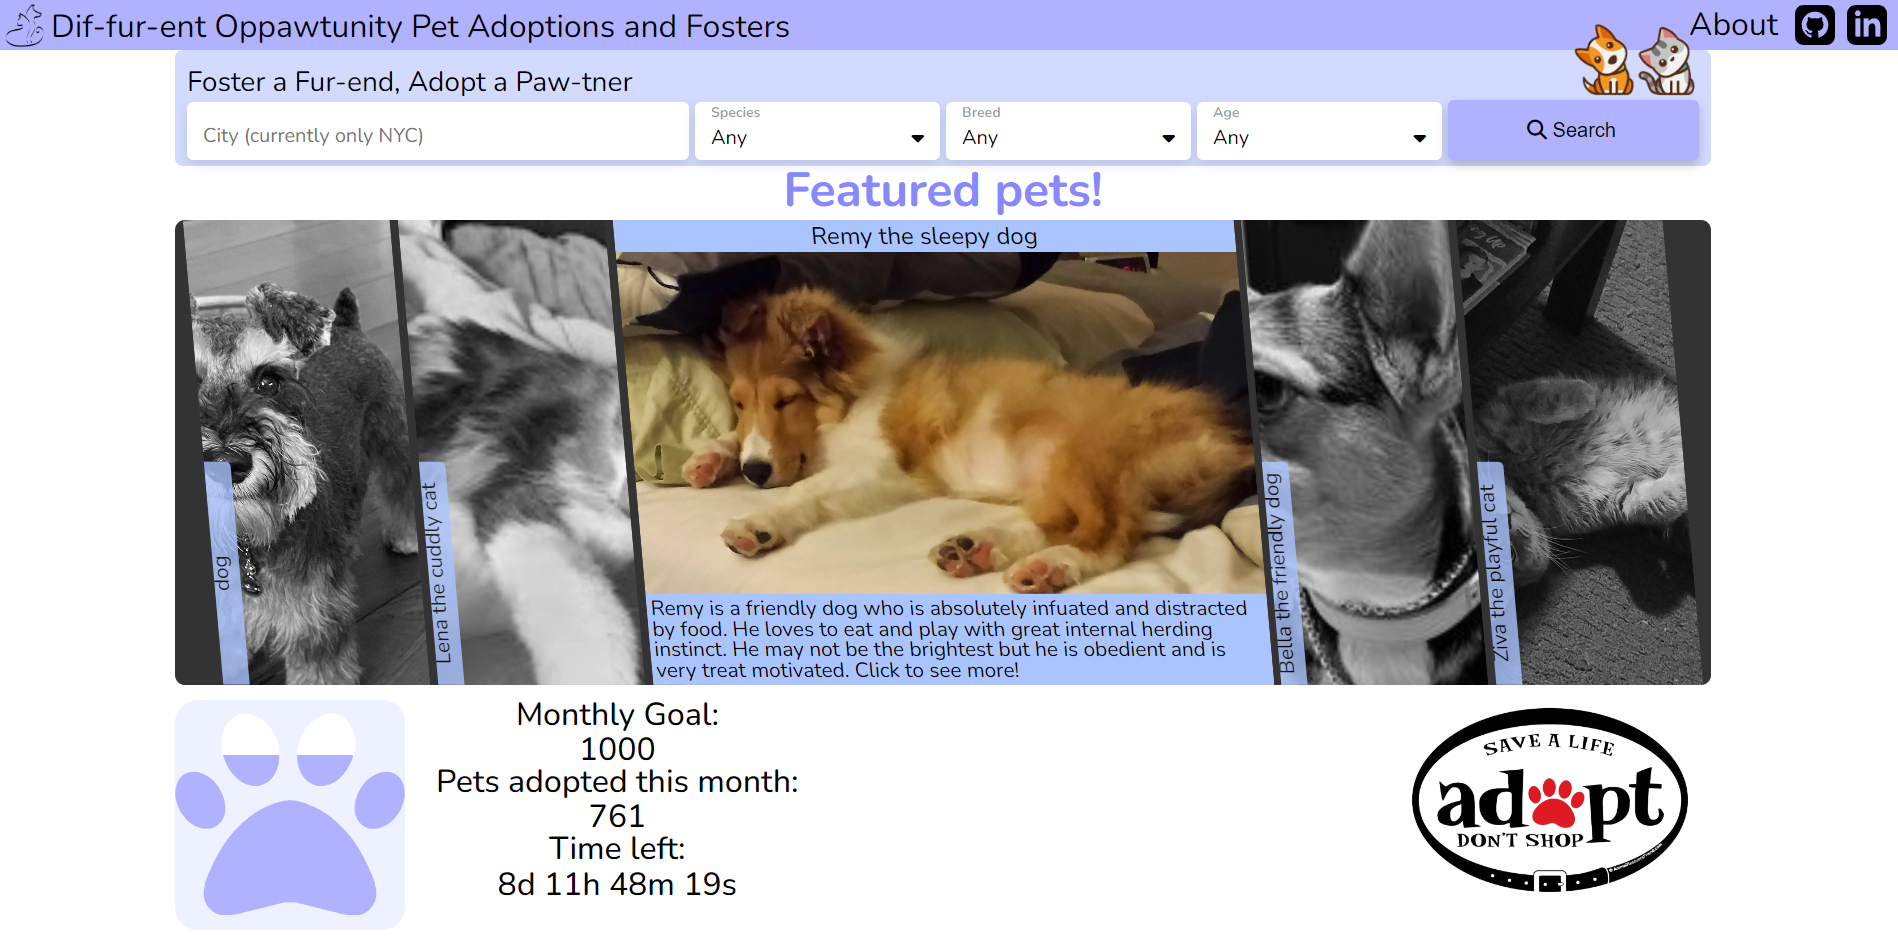 Dif-fur-ent Oppawtunity Pet Adoptions and Fosters
About
in
Foster a Fur-end, Adopt a Paw-tner
City (currently only NYC)
Species
Any
Breed
Any
Age
Any
Search
Featured pets!
dog
Lena the cuddly cat
Remy the sleepy dog
Remy is a friendly dog who is absolutely infuated and distracted
by food. He loves to eat and play with great internal herding
instinct. He may not be the brightest but he is obedient and is
very treat motivated. Click to see more!
Bella the friendly dog
Ziva the playful cat
Monthly Goal:
1000
Pets adopted this month:
761
Time left:
8d 11h 48m 19s
SAVE A LIFE
adopt
DON'T SHOP